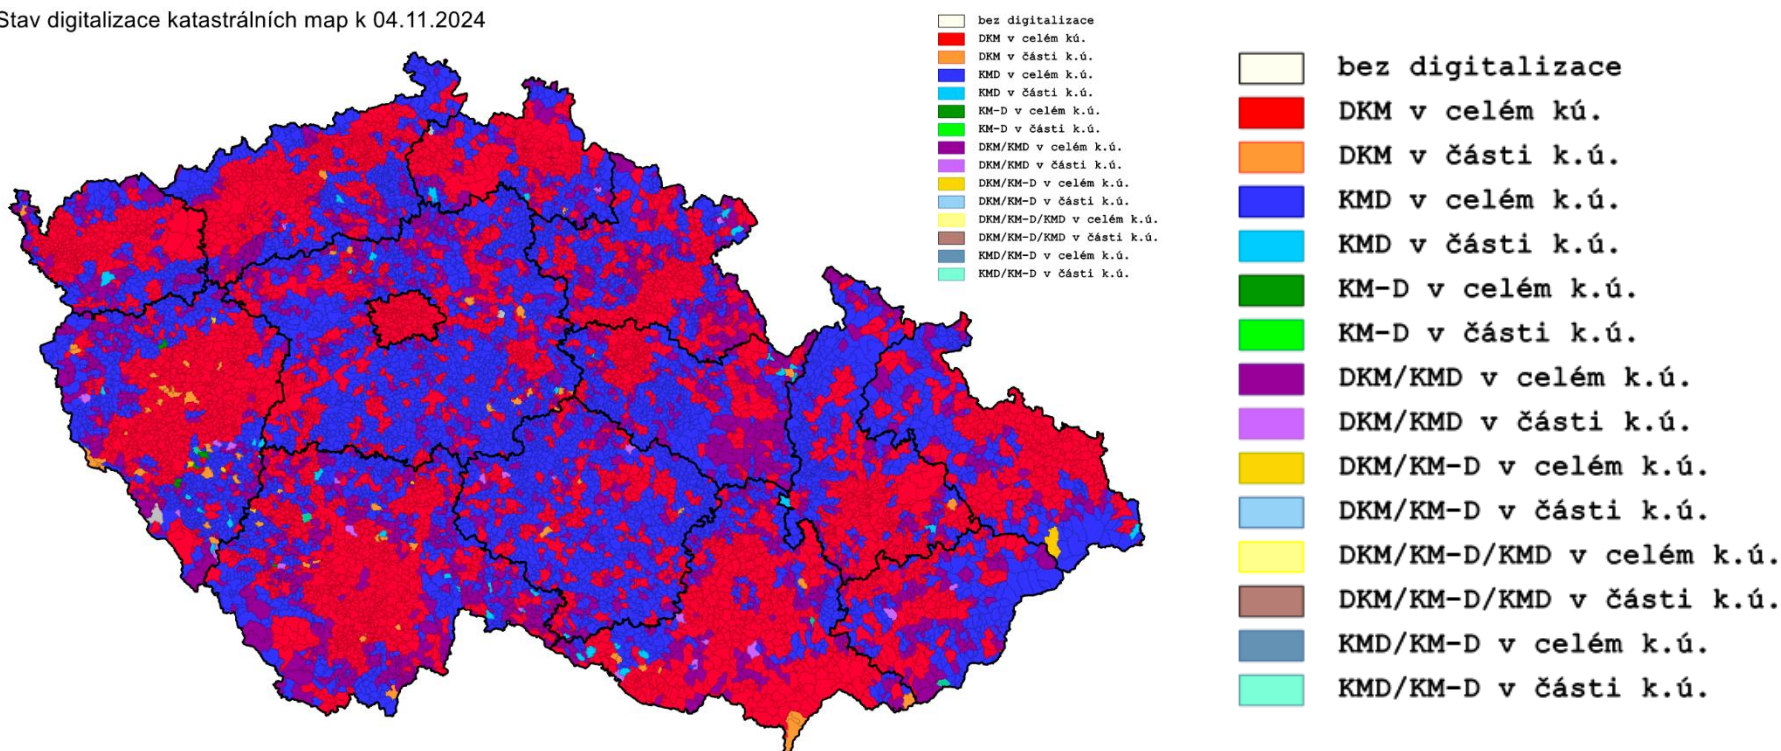 Stav digitalizace katastrálních map k 04.11.2024
bez digitalizace
DKM v celém kú.
DKM v části k.ú.
KMD v celém k.ú.
KMD v části k.ú.
KM-D v celém k.ú.
KM-D v části k.ú.
DKM/KMD v celém k.ú.
DKM/KMD v části k.ú.
DKM/KM-D v celém k.ú.
DKM/KM-D v části k.ú.
DKM/KM-D/KMD v celém k.ú.
DKM/KM-D/KMD v části k.ú.
KMD/KM-D v celém k.ú.
KMD/KM-D v části k.ú.
bez digitalizace
DKM v celém kú.
DKM v části k.ú.
KMD v celém k.ú.
KMD v části k.ú.
KM-D v celém k.ú.
KM-D v části k.ú.
DKM/KMD v celém k.ú.
DKM/KMD v části k.ú.
DKM/KM-D v celém k.ú.
DKM/KM-D v části k.ú.
DKM/KM-D/KMD v celém k.ú.
DKM/KM-D/KMD v části k.ú.
KMD/KM-D v celém k.ú.
KMD/KM-D v části k.ú.